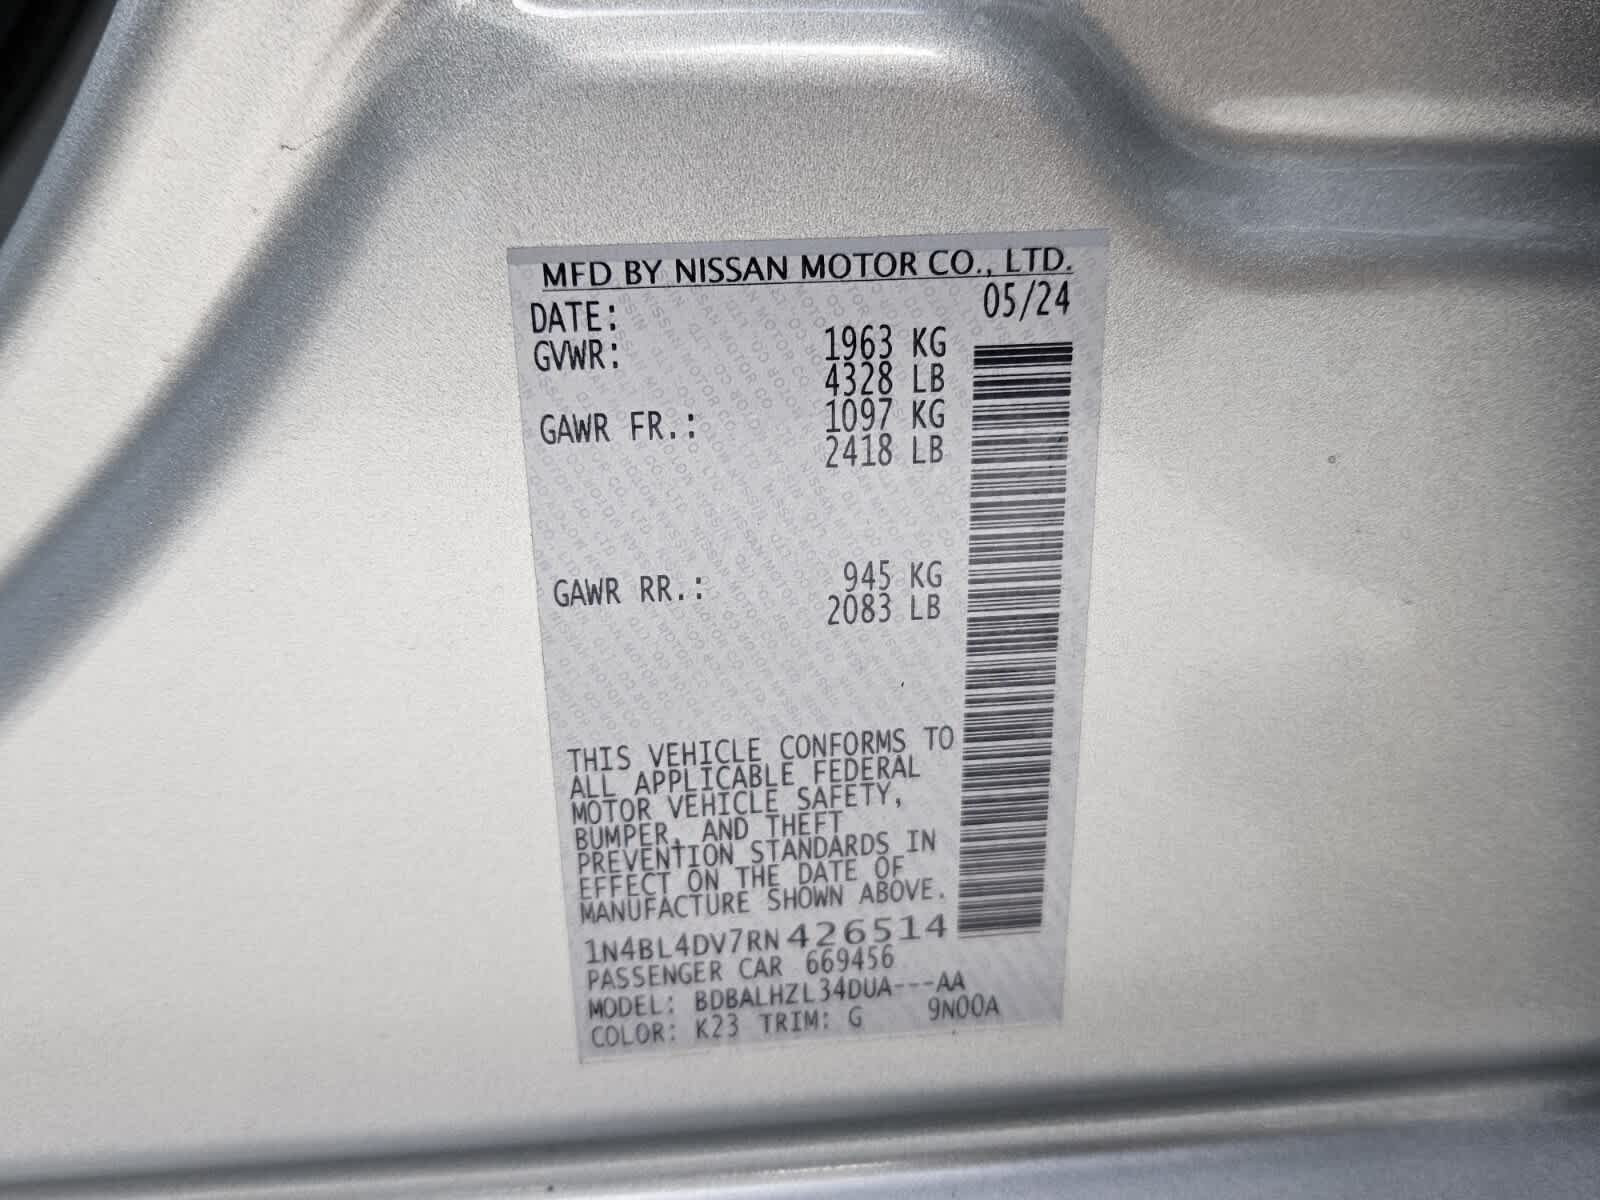 MFD BY NISSAN MOTOR CO., LTD.
DATE: 05/24
GVWR: 1963 KG
4328 LB
GAWR FR.: 1097 KG
2418 LB
GAWR RR.: 945 KG
2083 LB
THIS VEHICLE CONFORMS TO
ALL APPLICABLE FEDERAL
MOTOR VEHICLE SAFETY,
BUMPER, AND THEFT
PREVENTION STANDARDS IN
EFFECT ON THE DATE OF
MANUFACTURE SHOWN ABOVE.
1N4BL4DV7RN426514
PASSENGER CAR 669456
MODEL: BDBALHZL34DUA---AA
COLOR: K23 TRIM: G 9N00A